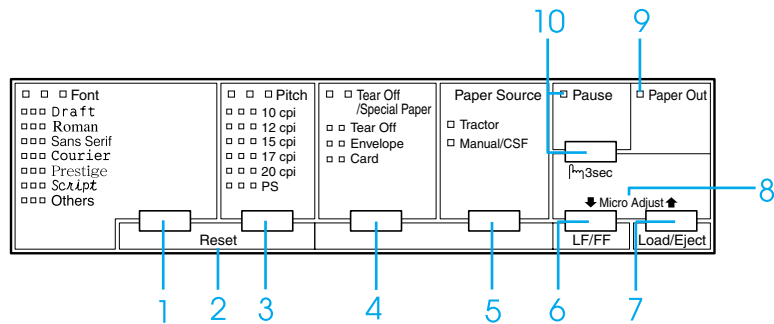 10 9
Font
Draft
Roman
Sans Serif
Courier
Prestige
Script
Others
Pitch
10 cpi
12 cpi
15 cpi
17 cpi
20 cpi
PS
Tear Off
/Special Paper
Tear Off
Envelope
Card
Paper Source
Tractor
Manual/CSF
Pause
3sec
Paper Out
Micro Adjust
8
Reset
LF/FF
Load/Eject
1 2 3 4 5 6 7